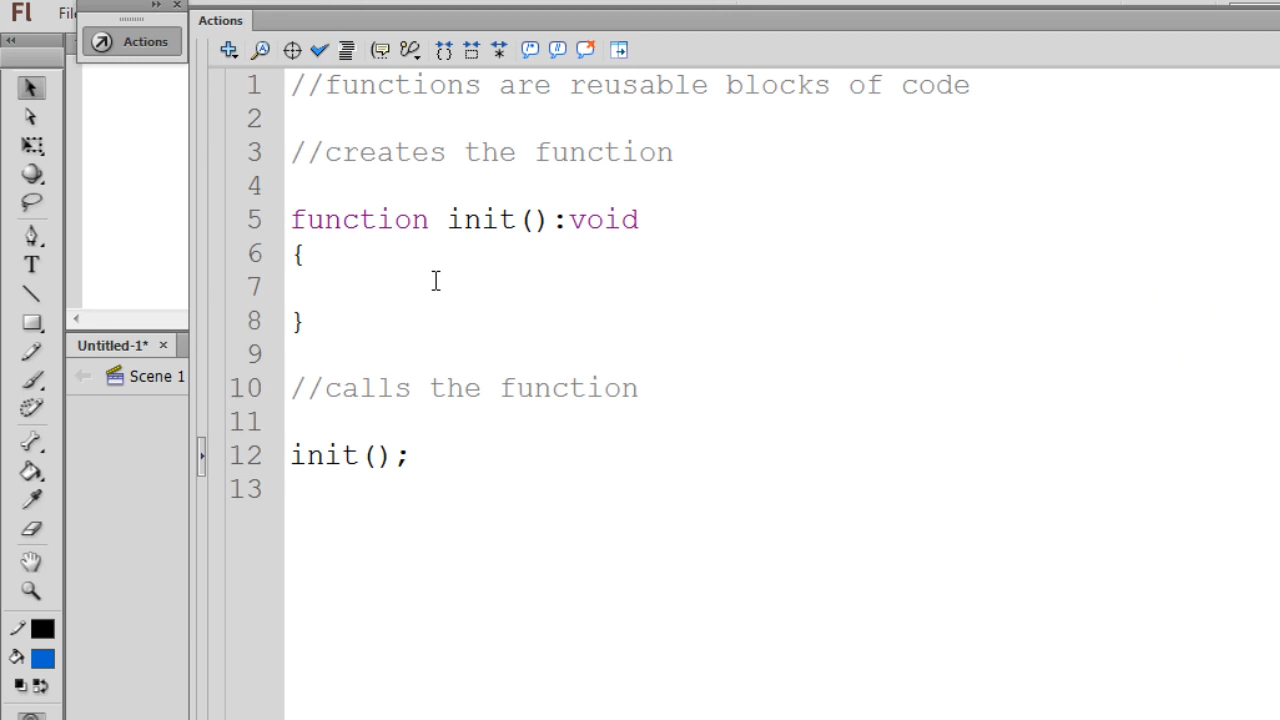 Fl
File
Actions
Actions
1 //functions are reusable blocks of code
2
3 //creates the function
4
5 function init():void
6 {
7
8 }
9
10 //calls the function
11
12 init();
13
Untitled-1*
Scene 1
T